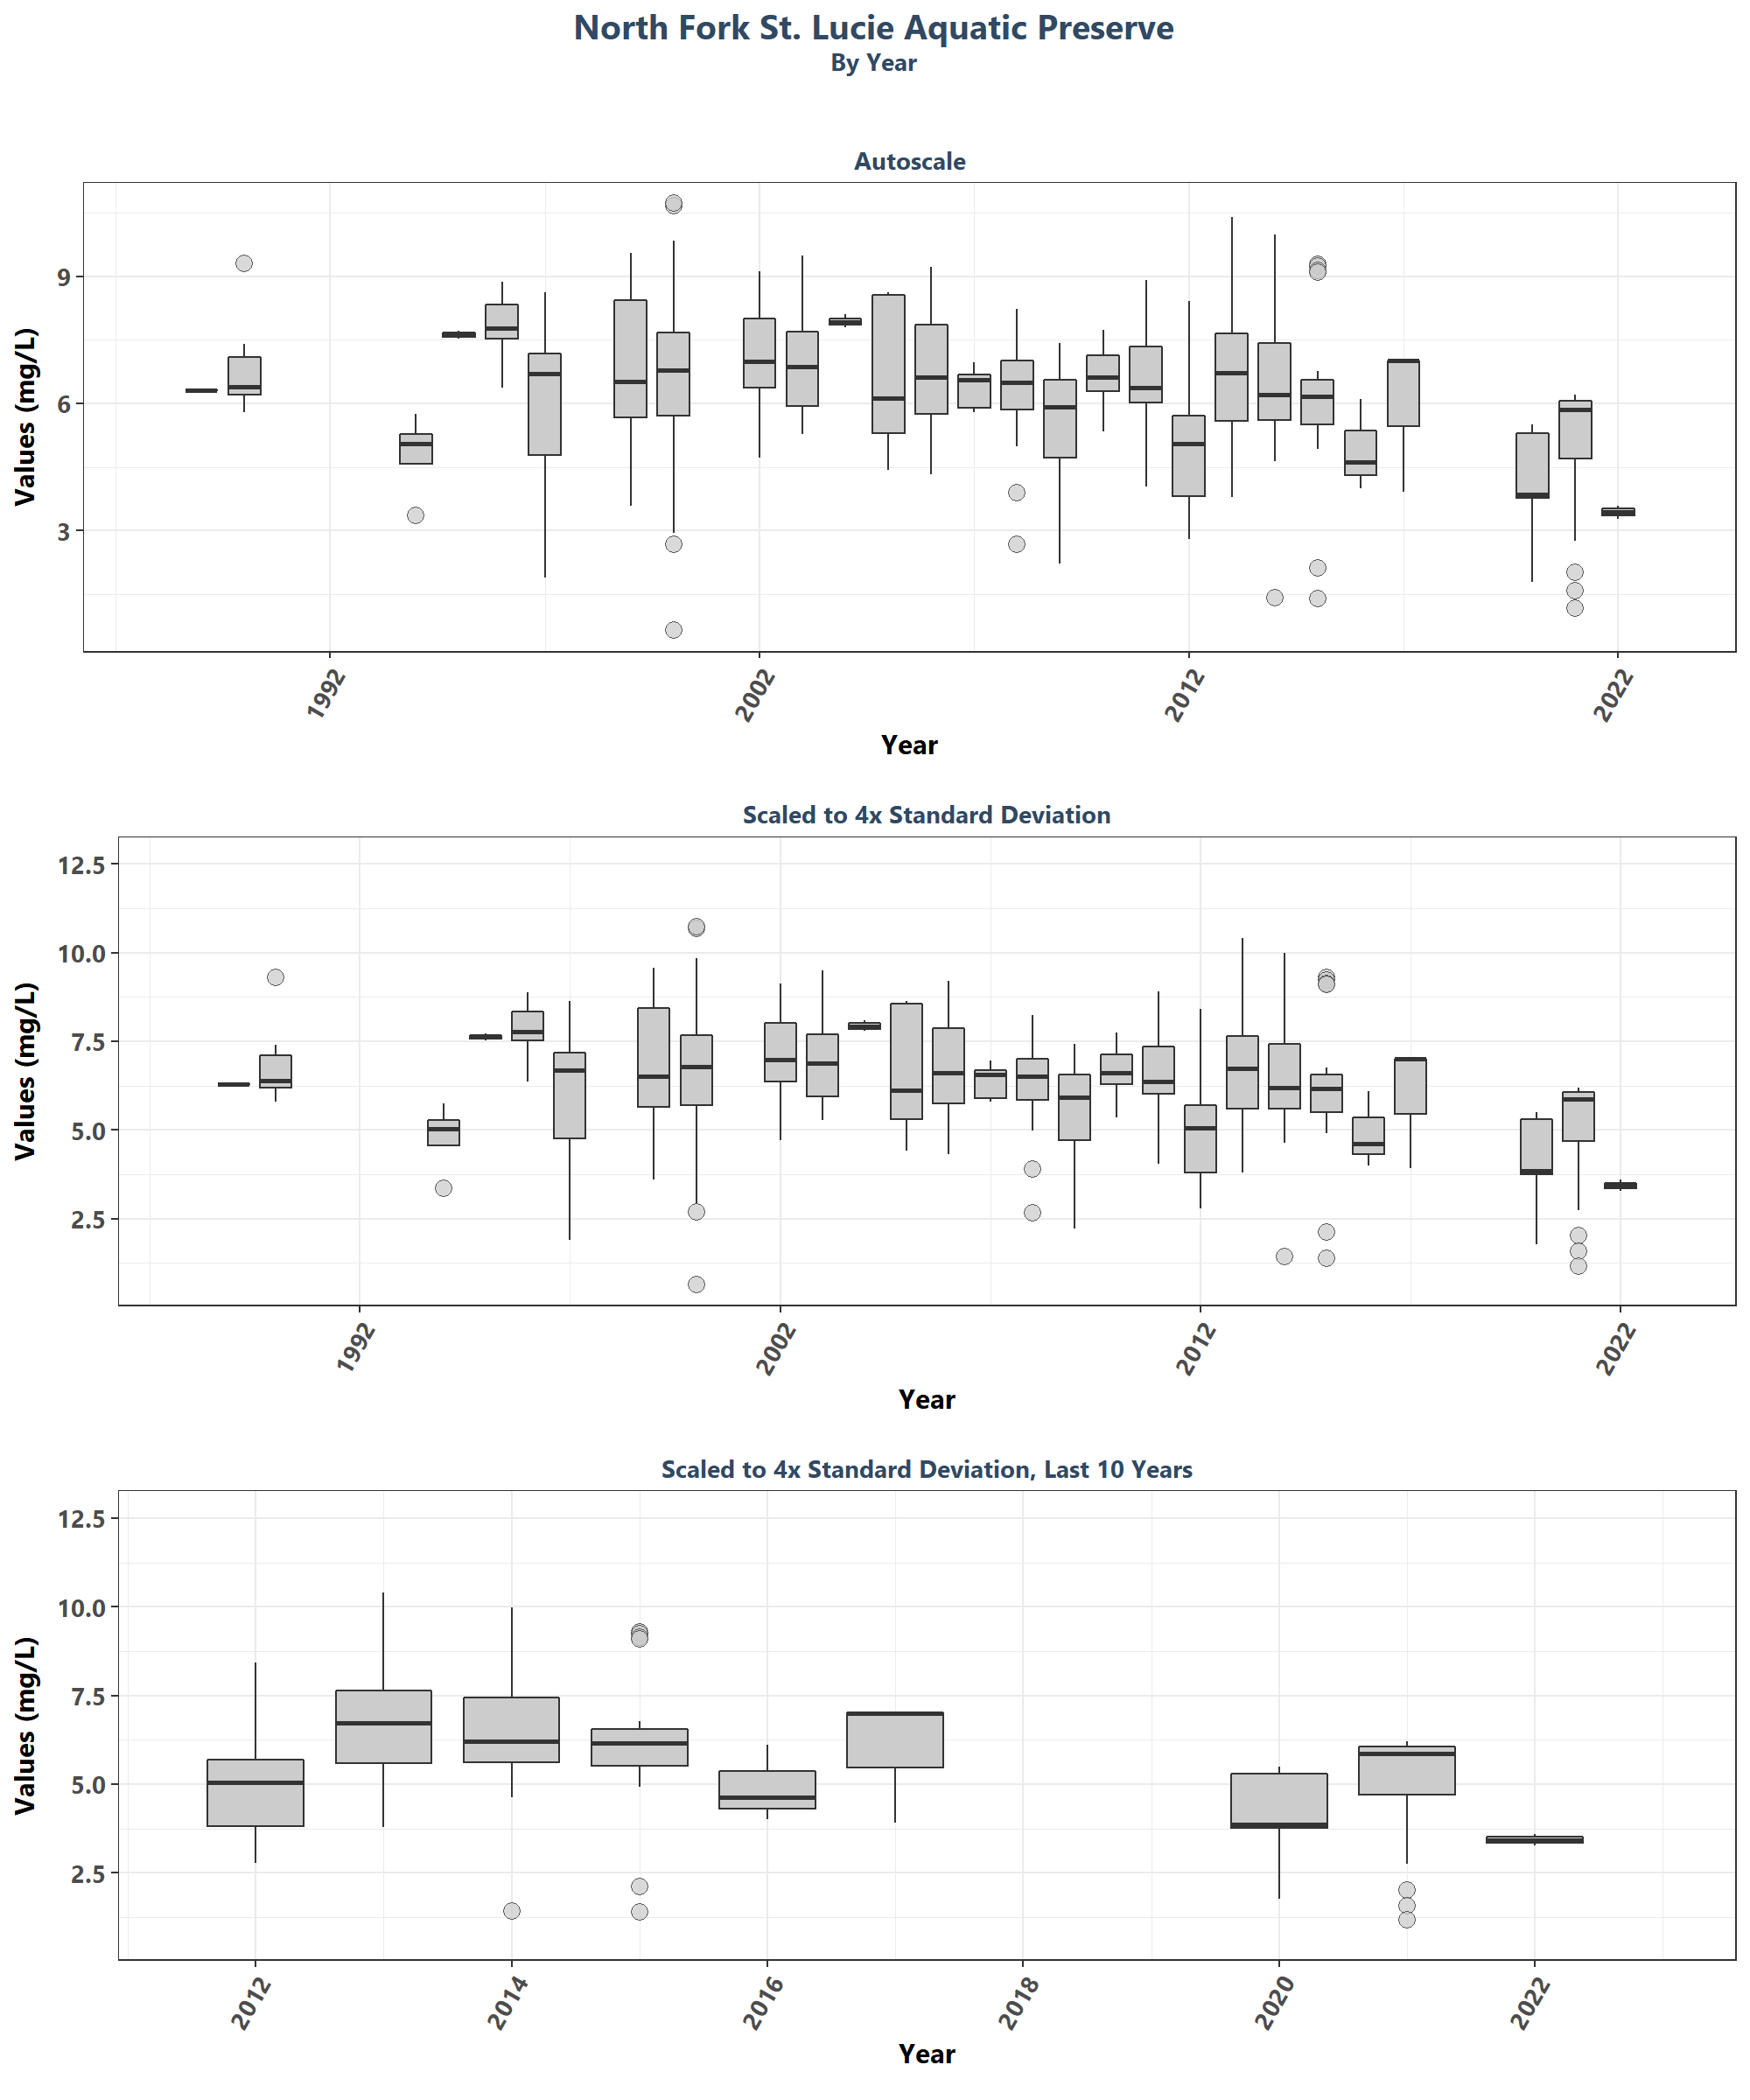 North Fork St. Lucie Aquatic Preserve
By Year
Autoscale
Values (mg/L)
9
6
3
1992
2002
2012
2022
Year
Scaled to 4x Standard Deviation
Values (mg/L)
12.5
10.0
7.5
5.0
2.5
1992
2002
2012
2022
Year
Scaled to 4x Standard Deviation, Last 10 Years
Values (mg/L)
12.5
10.0
7.5
5.0
2.5
2012
2014
2016
2018
2020
2022
Year